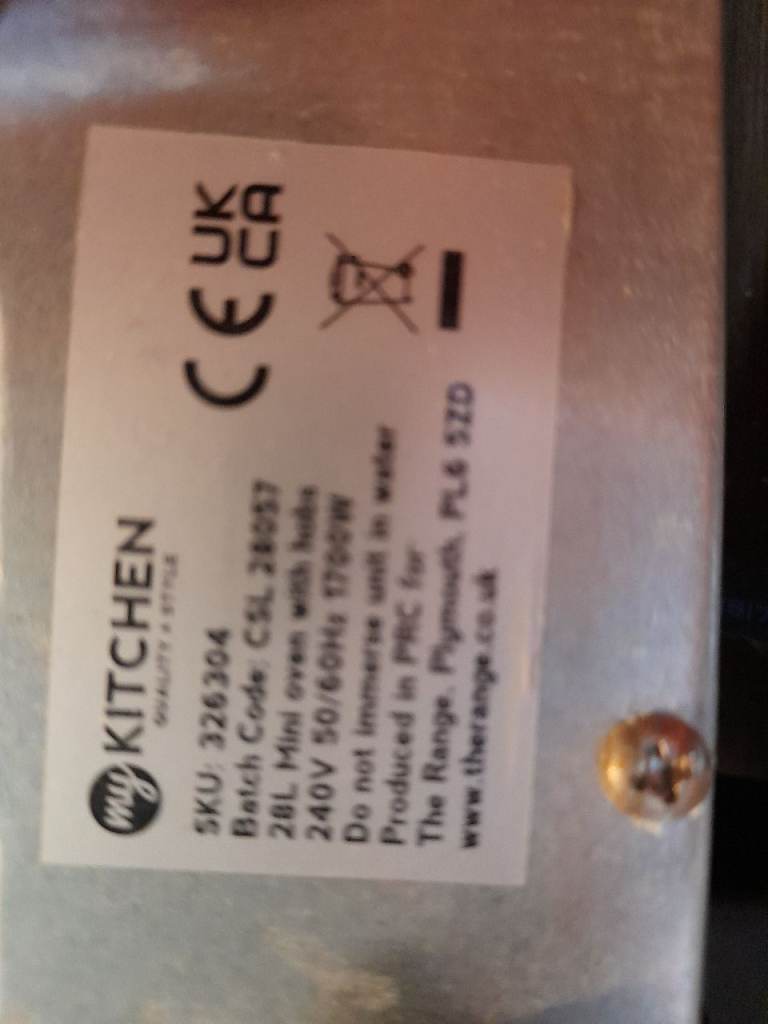 my KITCHEN
QUALITY & STYLE
SKU: 326304
Batch Code: CSL 28057
28L Mini oven with hobs
240V 50/60Hz 1700W
Do not immerse unit in water
Produced in PRC for
The Range, Plymouth, PL6 5ZD
www.therange.co.uk
CE
UK
CA